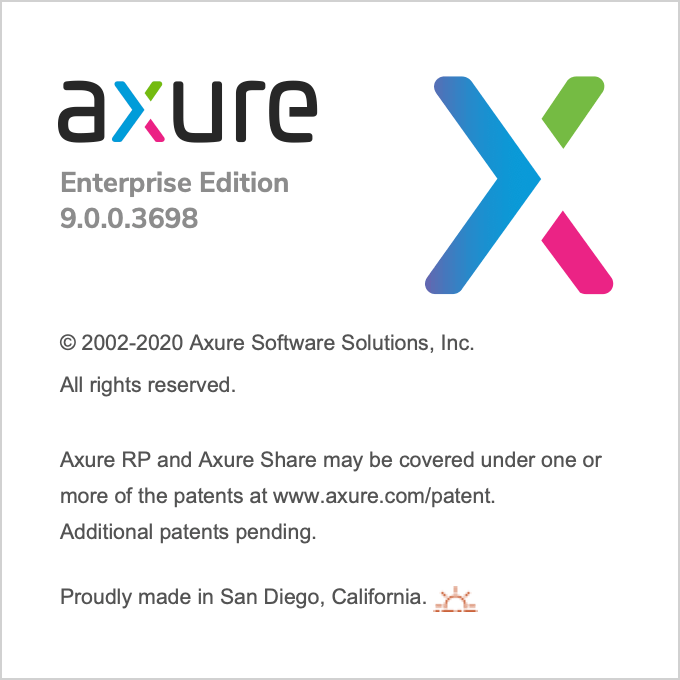 axure
Enterprise Edition
9.0.0.3698
© 2002-2020 Axure Software Solutions, Inc.
All rights reserved.
Axure RP and Axure Share may be covered under one or
more of the patents at www.axure.com/patent.
Additional patents pending.
Proudly made in San Diego, California.